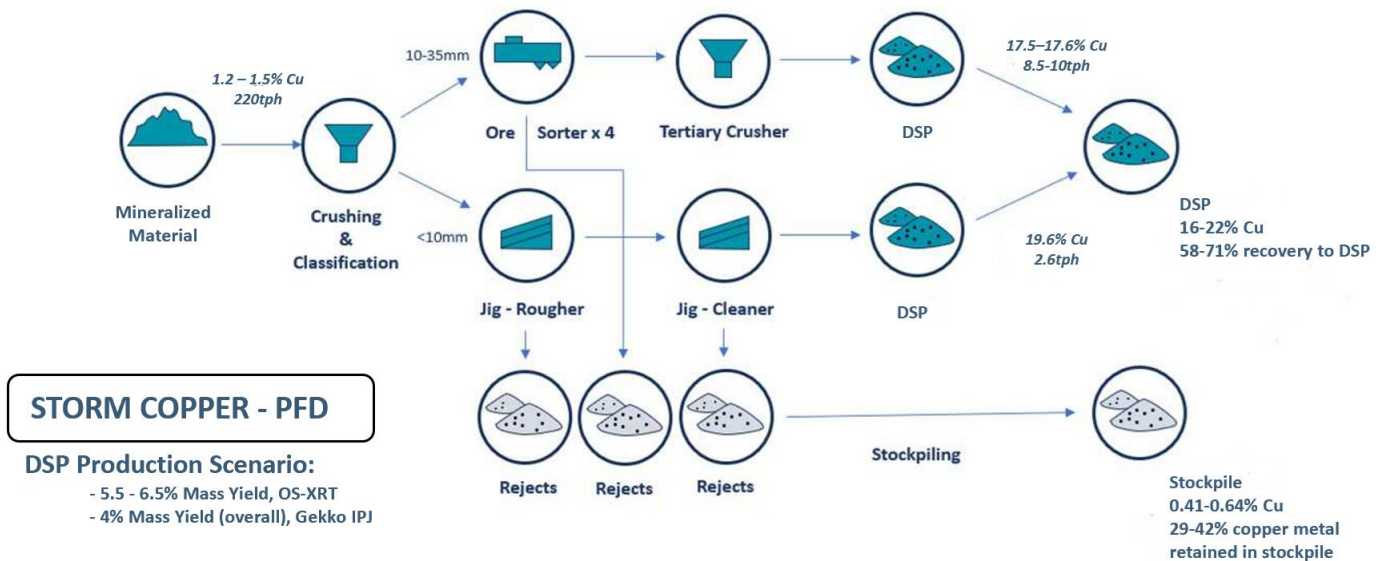 1.2 – 1.5% Cu
220tph
Mineralized
Material
Crushing
&
Classification
10-35mm
<10mm
Ore Sorter x 4
Tertiary Crusher
DSP
17.5–17.6% Cu
8.5-10tph
Jig - Rougher
Jig - Cleaner
DSP
19.6% Cu
2.6tph
DSP
16-22% Cu
58-71% recovery to DSP
Rejects
Rejects
Rejects
Stockpiling
Stockpile
0.41-0.64% Cu
29-42% copper metal
retained in stockpile
STORM COPPER - PFD
DSP Production Scenario:
- 5.5 - 6.5% Mass Yield, OS-XRT
- 4% Mass Yield (overall), Gekko IPJ